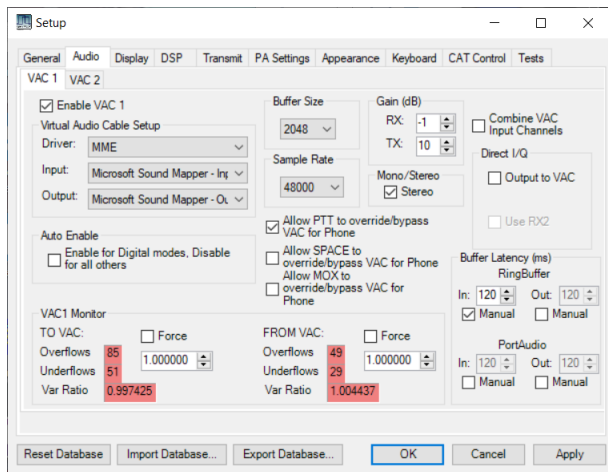 Setup
General Audio Display DSP Transmit PA Settings Appearance Keyboard CAT Control Tests
VAC 1 VAC 2
Enable VAC 1
Virtual Audio Cable Setup
Driver: MME
Input: Microsoft Sound Mapper - Inp
Output: Microsoft Sound Mapper - Ou
Auto Enable
Enable for Digital modes, Disable
for all others
Buffer Size
2048
Sample Rate
48000
Gain (dB)
RX: -1
TX: 10
Mono/Stereo
Stereo
Combine VAC
Input Channels
Direct I/Q
Output to VAC
Use RX2
Allow PTT to override/bypass
VAC for Phone
Allow SPACE to
override/bypass VAC for Phone
Allow MOX to
override/bypass VAC for
Phone
Buffer Latency (ms)
RingBuffer
In: 120 Out: 120
Manual Manual
PortAudio
In: 120 Out: 120
Manual Manual
VAC1 Monitor
TO VAC: Force
Overflows 85 1.000000
Underflows 51
Var Ratio 0.997425
FROM VAC: Force
Overflows 49 1.000000
Underflows 29
Var Ratio 1.004437
Reset Database Import Database... Export Database... OK Cancel Apply